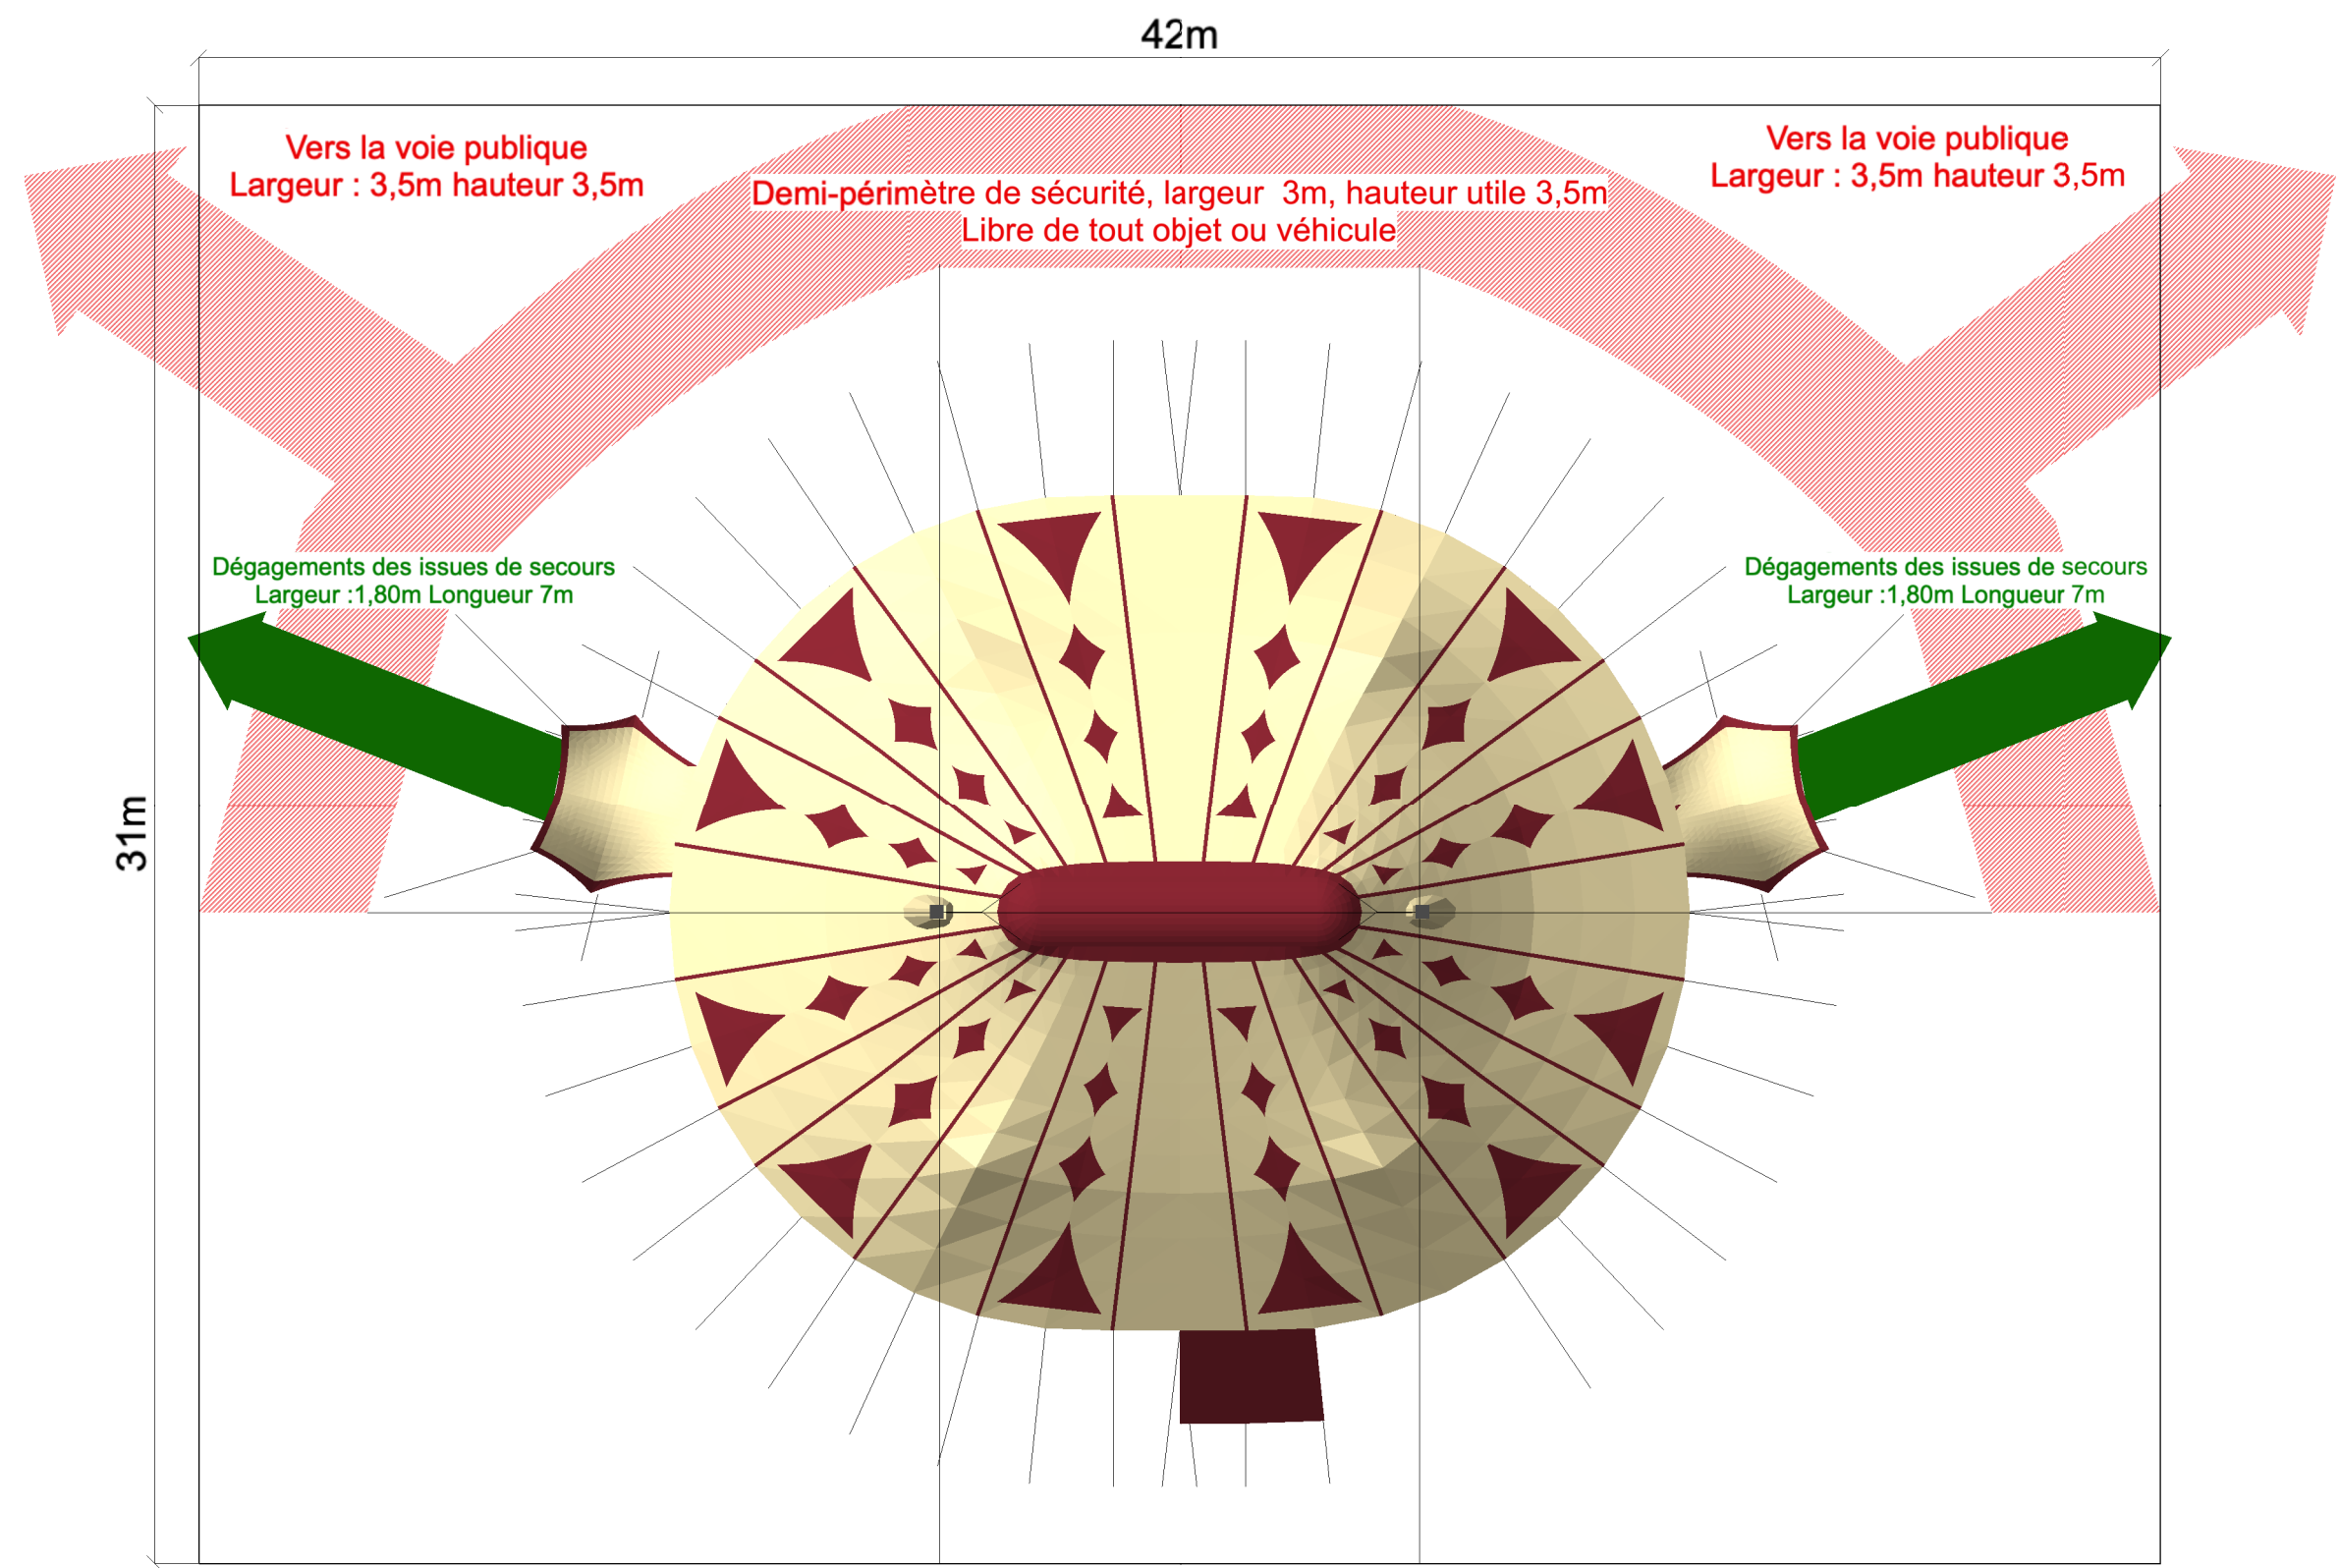 42m
Vers la voie publique
Largeur : 3,5m hauteur 3,5m
Vers la voie publique
Largeur : 3,5m hauteur 3,5m
Demi-périmètre de sécurité, largeur  3m, hauteur utile 3,5m
Libre de tout objet ou véhicule
Dégagements des issues de secours
Largeur :1,80m Longueur 7m
Dégagements des issues de secours
Largeur :1,80m Longueur 7m
31m